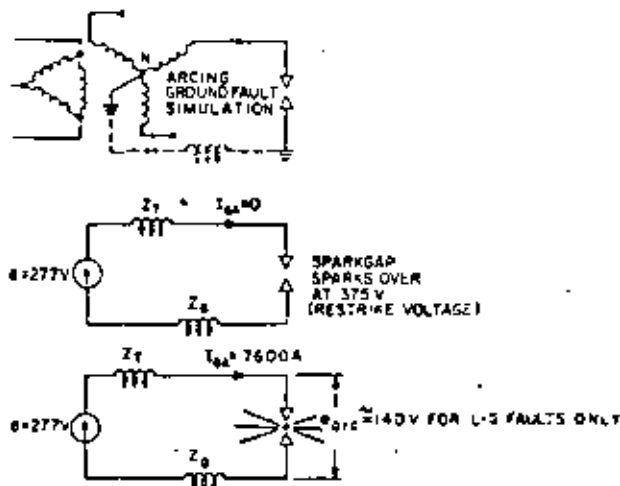 N
ARCING
GROUND FAULT
SIMULATION
Z_T
I_GA=0
e=277V
SPARKGAP
SPARKS OVER
AT 375 V
(RESTRIKE VOLTAGE)
Z_G
Z_T
I_GA= 7600A
e=277V
e_arc ≅140V FOR L-G FAULTS ONLY
Z_G